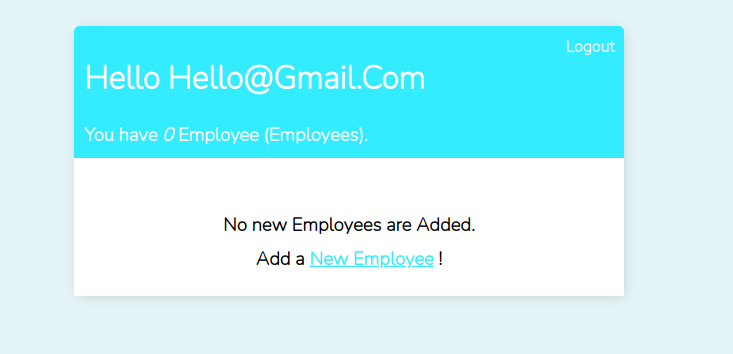 Logout
Hello Hello@Gmail.Com
You have 0 Employee (Employees).
No new Employees are Added.
Add a New Employee !